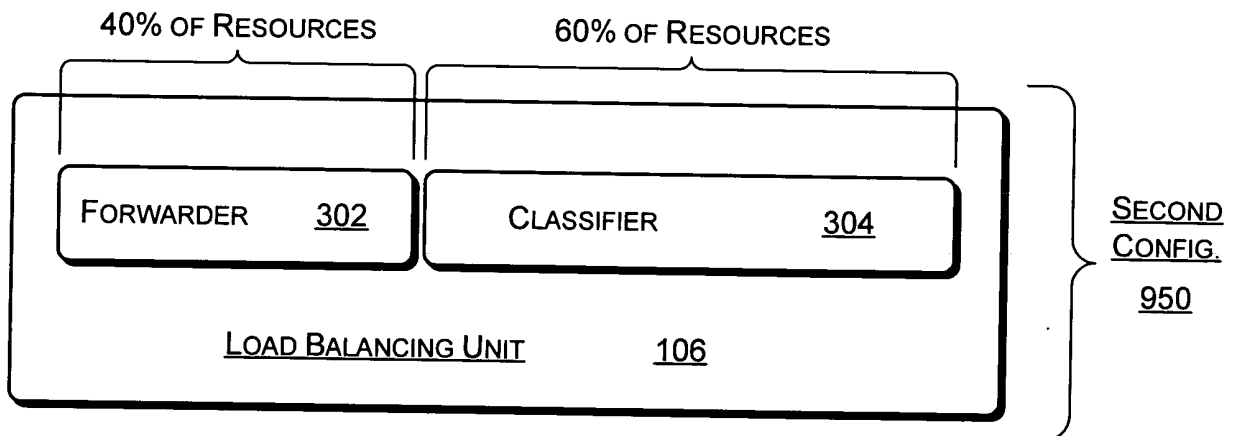 40% OF RESOURCES
60% OF RESOURCES
FORWARDER 302
CLASSIFIER 304
LOAD BALANCING UNIT 106
SECOND
CONFIG.
950